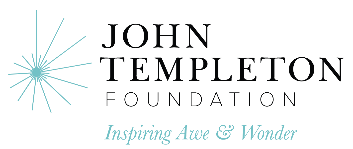 JOHN
TEMPLETON
FOUNDATION
Inspiring Awe & Wonder